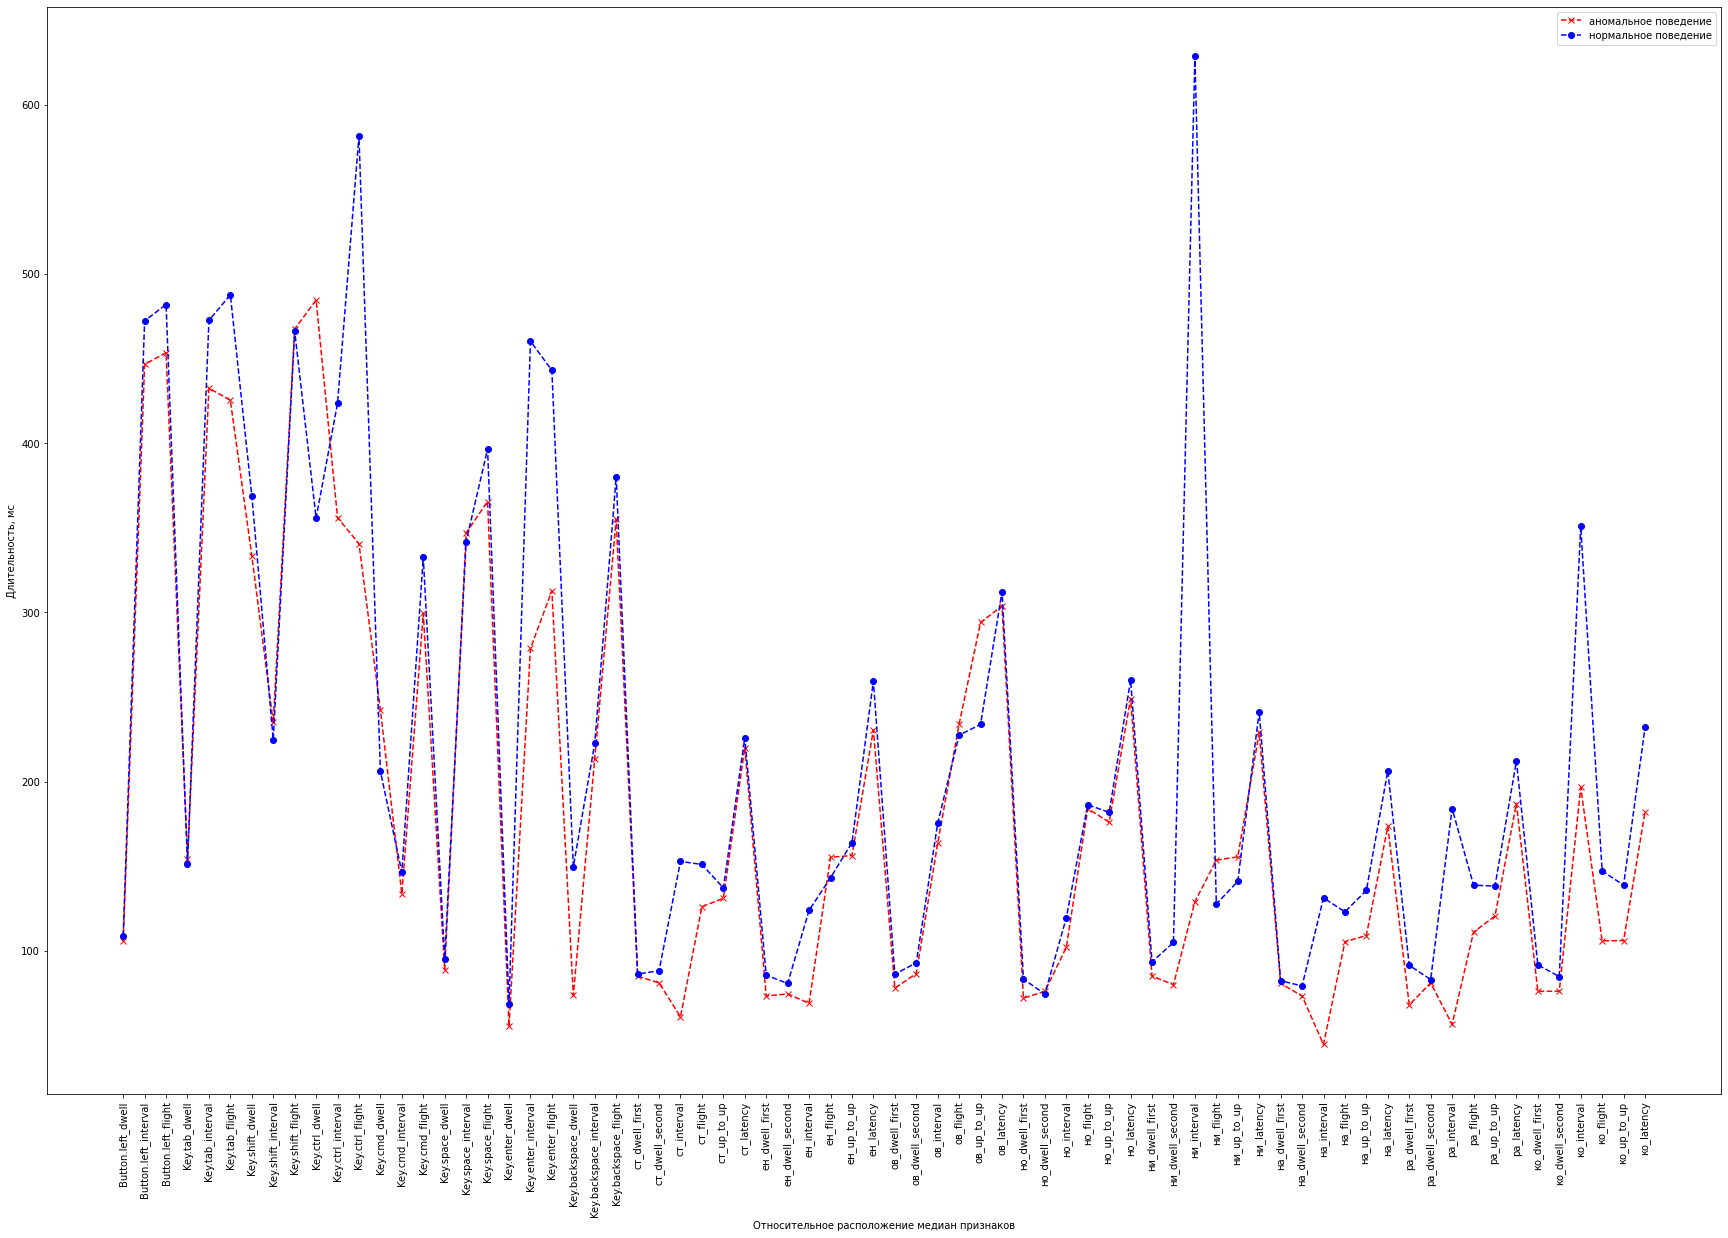 аномальное поведение
нормальное поведение
600
500
400
300
200
100
Длительность, мс
Button.left_dwell
Button.left_interval
Button.left_flight
Key.tab_dwell
Key.tab_interval
Key.tab_flight
Key.shift_dwell
Key.shift_interval
Key.shift_flight
Key.ctrl_dwell
Key.ctrl_interval
Key.ctrl_flight
Key.cmd_dwell
Key.cmd_interval
Key.cmd_flight
Key.space_dwell
Key.space_interval
Key.space_flight
Key.enter_dwell
Key.enter_interval
Key.enter_flight
Key.backspace_dwell
Key.backspace_interval
Key.backspace_flight
ст_dwell_first
ст_dwell_second
ст_interval
ст_flight
ст_up_to_up
ст_latency
ен_dwell_first
ен_dwell_second
ен_interval
ен_flight
ен_up_to_up
ен_latency
ов_dwell_first
ов_dwell_second
ов_interval
ов_flight
ов_up_to_up
ов_latency
но_dwell_first
но_dwell_second
но_interval
но_flight
но_up_to_up
но_latency
ни_dwell_first
ни_dwell_second
ни_interval
ни_flight
ни_up_to_up
ни_latency
на_dwell_first
на_dwell_second
на_interval
на_flight
на_up_to_up
на_latency
ра_dwell_first
ра_dwell_second
ра_interval
ра_flight
ра_up_to_up
ра_latency
ко_dwell_first
ко_dwell_second
ко_interval
ко_flight
ко_up_to_up
ко_latency
Относительное расположение медиан признаков